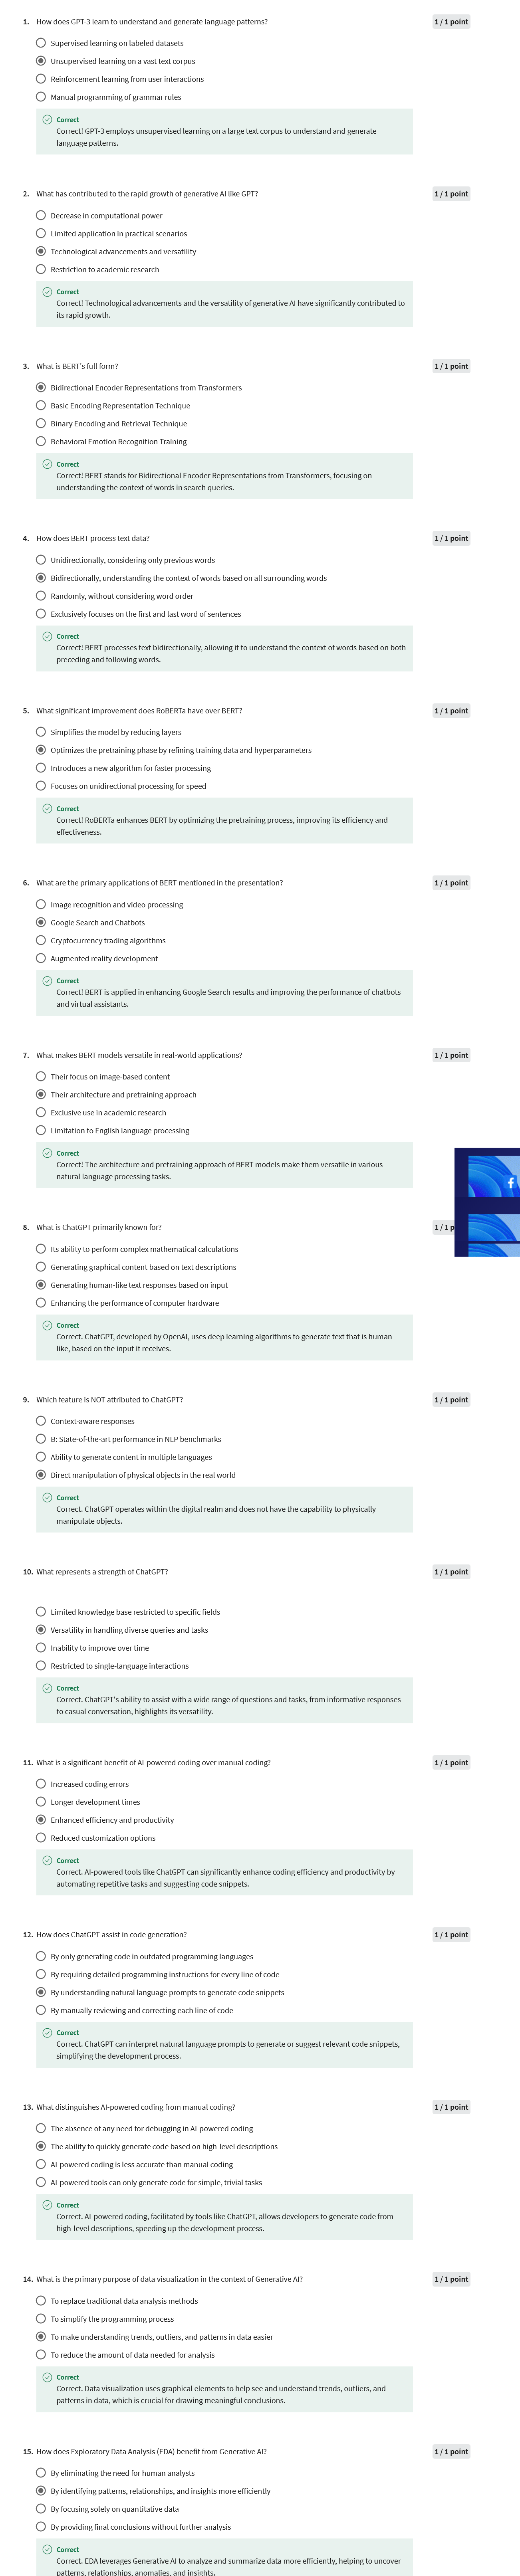 1. How does GPT-3 learn to understand and generate language patterns? 1 / 1 point
Supervised learning on labeled datasets
Unsupervised learning on a vast text corpus
Reinforcement learning from user interactions
Manual programming of grammar rules
Correct
Correct! GPT-3 employs unsupervised learning on a large text corpus to understand and generate
language patterns.
2. What has contributed to the rapid growth of generative AI like GPT? 1 / 1 point
Decrease in computational power
Limited application in practical scenarios
Technological advancements and versatility
Restriction to academic research
Correct
Correct! Technological advancements and the versatility of generative AI have significantly contributed to
its rapid growth.
3. What is BERT's full form? 1 / 1 point
Bidirectional Encoder Representations from Transformers
Basic Encoding Representation Technique
Binary Encoding and Retrieval Technique
Behavioral Emotion Recognition Training
Correct
Correct! BERT stands for Bidirectional Encoder Representations from Transformers, focusing on
understanding the context of words in search queries.
4. How does BERT process text data? 1 / 1 point
Unidirectionally, considering only previous words
Bidirectionally, understanding the context of words based on all surrounding words
Randomly, without considering word order
Exclusively focuses on the first and last word of sentences
Correct
Correct! BERT processes text bidirectionally, allowing it to understand the context of words based on both
preceding and following words.
5. What significant improvement does RoBERTa have over BERT? 1 / 1 point
Simplifies the model by reducing layers
Optimizes the pretraining phase by refining training data and hyperparameters
Introduces a new algorithm for faster processing
Focuses on unidirectional processing for speed
Correct
Correct! RoBERTa enhances BERT by optimizing the pretraining process, improving its efficiency and
effectiveness.
6. What are the primary applications of BERT mentioned in the presentation? 1 / 1 point
Image recognition and video processing
Google Search and Chatbots
Cryptocurrency trading algorithms
Augmented reality development
Correct
Correct! BERT is applied in enhancing Google Search results and improving the performance of chatbots
and virtual assistants.
7. What makes BERT models versatile in real-world applications? 1 / 1 point
Their focus on image-based content
Their architecture and pretraining approach
Exclusive use in academic research
Limitation to English language processing
Correct
Correct! The architecture and pretraining approach of BERT models make them versatile in various
natural language processing tasks.
8. What is ChatGPT primarily known for? 1 / 1 p
Its ability to perform complex mathematical calculations
Generating graphical content based on text descriptions
Generating human-like text responses based on input
Enhancing the performance of computer hardware
Correct
Correct. ChatGPT, developed by OpenAI, uses deep learning algorithms to generate text that is human-
like, based on the input it receives.
9. Which feature is NOT attributed to ChatGPT? 1 / 1 point
Context-aware responses
B: State-of-the-art performance in NLP benchmarks
Ability to generate content in multiple languages
Direct manipulation of physical objects in the real world
Correct
Correct. ChatGPT operates within the digital realm and does not have the capability to physically
manipulate objects.
10. What represents a strength of ChatGPT? 1 / 1 point
Limited knowledge base restricted to specific fields
Versatility in handling diverse queries and tasks
Inability to improve over time
Restricted to single-language interactions
Correct
Correct. ChatGPT's ability to assist with a wide range of questions and tasks, from informative responses
to casual conversation, highlights its versatility.
11. What is a significant benefit of AI-powered coding over manual coding? 1 / 1 point
Increased coding errors
Longer development times
Enhanced efficiency and productivity
Reduced customization options
Correct
Correct. AI-powered tools like ChatGPT can significantly enhance coding efficiency and productivity by
automating repetitive tasks and suggesting code snippets.
12. How does ChatGPT assist in code generation? 1 / 1 point
By only generating code in outdated programming languages
By requiring detailed programming instructions for every line of code
By understanding natural language prompts to generate code snippets
By manually reviewing and correcting each line of code
Correct
Correct. ChatGPT can interpret natural language prompts to generate or suggest relevant code snippets,
simplifying the development process.
13. What distinguishes AI-powered coding from manual coding? 1 / 1 point
The absence of any need for debugging in AI-powered coding
The ability to quickly generate code based on high-level descriptions
AI-powered coding is less accurate than manual coding
AI-powered tools can only generate code for simple, trivial tasks
Correct
Correct. AI-powered coding, facilitated by tools like ChatGPT, allows developers to generate code from
high-level descriptions, speeding up the development process.
14. What is the primary purpose of data visualization in the context of Generative AI? 1 / 1 point
To replace traditional data analysis methods
To simplify the programming process
To make understanding trends, outliers, and patterns in data easier
To reduce the amount of data needed for analysis
Correct
Correct. Data visualization uses graphical elements to help see and understand trends, outliers, and
patterns in data, which is crucial for drawing meaningful conclusions.
15. How does Exploratory Data Analysis (EDA) benefit from Generative AI? 1 / 1 point
By eliminating the need for human analysts
By identifying patterns, relationships, and insights more efficiently
By focusing solely on quantitative data
By providing final conclusions without further analysis
Correct
Correct. EDA leverages Generative AI to analyze and summarize data more efficiently, helping to uncover
patterns, relationships, anomalies, and insights.